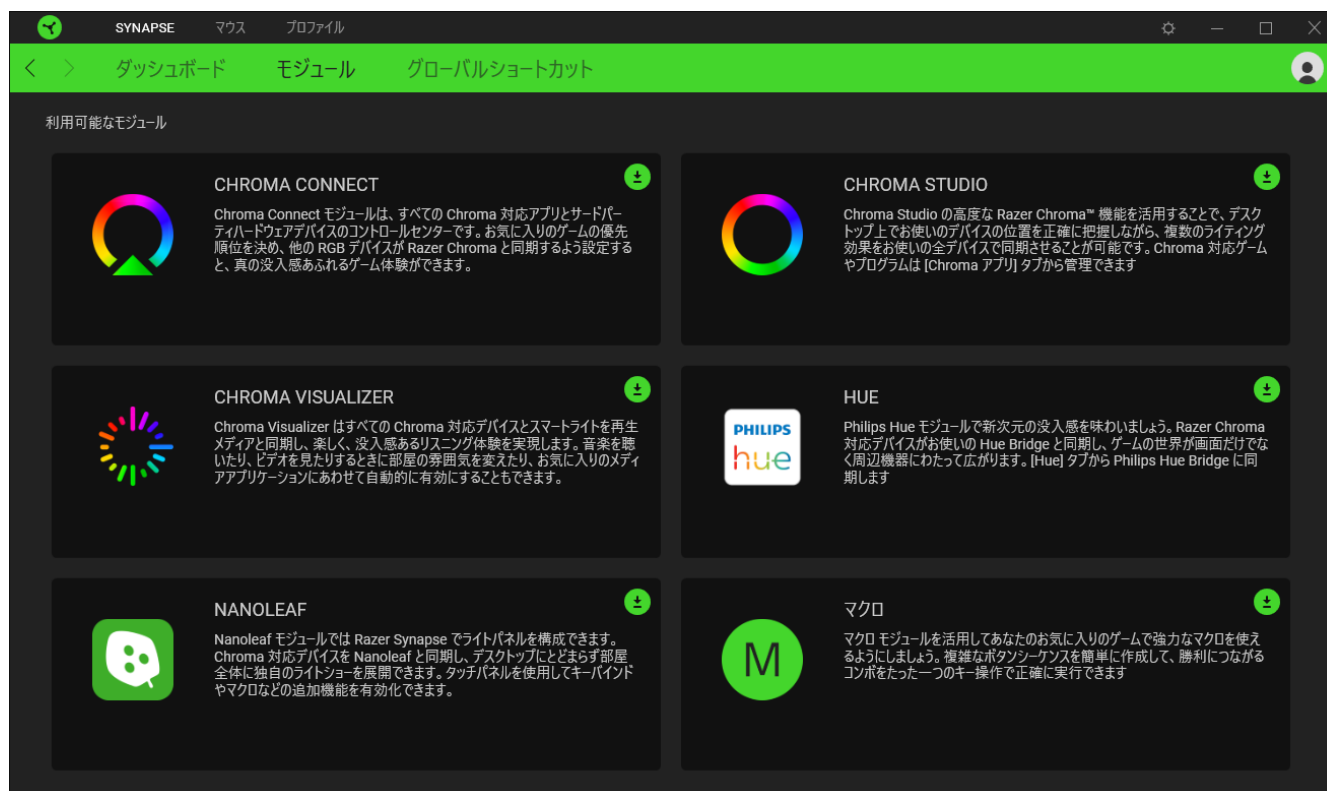 SYNAPSE マウス プロファイル
ダッシュボード モジュール グローバルショートカット
利用可能なモジュール
CHROMA CONNECT
Chroma Connect モジュールは、すべての Chroma 対応アプリとサードパー
ティハードウェアデバイスのコントロールセンターです。お気に入りのゲームの優先
順位を決め、他の RGB デバイスが Razer Chroma と同期するよう設定する
と、真の没入感あふれるゲーム体験ができます。
CHROMA STUDIO
Chroma Studio の高度な Razer Chroma™ 機能を活用することで、デスク
トップ上でお使いのデバイスの位置を正確に把握しながら、複数のライティング
効果をお使いの全デバイスで同期させることが可能です。Chroma 対応ゲーム
やプログラムは [Chroma アプリ] タブから管理できます
CHROMA VISUALIZER
Chroma Visualizer はすべての Chroma 対応デバイスとスマートライトを再生
メディアと同期し、楽しく、没入感あるリスニング体験を実現します。音楽を聴
いたり、ビデオを見たりするときに部屋の雰囲気を変えたり、お気に入りのメディ
アアプリケーションにあわせて自動的に有効にすることもできます。
PHILIPS
hue
HUE
Philips Hue モジュールで新次元の没入感を味わいましょう。Razer Chroma
対応デバイスがお使いの Hue Bridge と同期し、ゲームの世界が画面だけでな
く周辺機器にわたって広がります。[Hue] タブから Philips Hue Bridge に同
期します
NANOLEAF
Nanoleaf モジュールでは Razer Synapse でライトパネルを構成できます。
Chroma 対応デバイスを Nanoleaf と同期し、デスクトップにとどまらず部屋
全体に独自のライトショーを展開できます。タッチパネルを使用してキーバインド
やマクロなどの追加機能を有効化できます。
M
マクロ
マクロ モジュールを活用してあなたのお気に入りのゲームで強力なマクロを使え
るようにしましょう。複雑なボタンシーケンスを簡単に作成して、勝利につながる
コンボをたった一つのキー操作で正確に実行できます